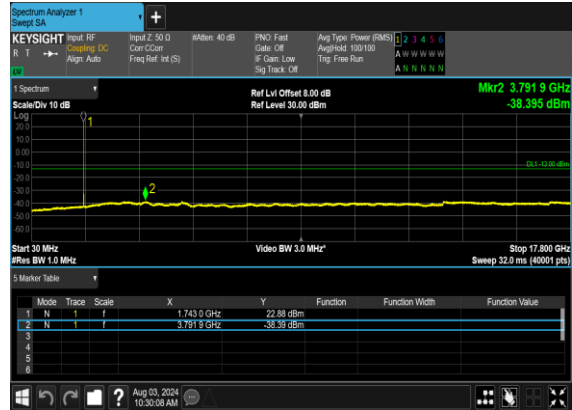 Spectrum Analyzer 1
Swept SA
KEYSIGHT Input: RF Input Z: 50 Ω #Atten: 40 dB PNO: Fast Avg Type: Power (RMS) 1 2 3 4 5 6
R T Coupling: DC Corr CCorr Gate: Off Avg|Hold: 100/100 A W W W W W
Align: Auto Freq Ref: Int (S) IF Gain: Low Trig: Free Run
LXI Sig Track: Off A N N N N N
1 Spectrum Ref Lvl Offset 8.00 dB Mkr2 3.791 9 GHz
Scale/Div 10 dB Ref Level 30.00 dBm -38.395 dBm
Log
1
20.0
10.0
0.00
-10.0
DL1 -13.00 dBm
-20.0
-30.0
2
-40.0
-50.0
-60.0
Start 30 MHz Video BW 3.0 MHz* Stop 17.800 GHz
#Res BW 1.0 MHz Sweep 32.0 ms (40001 pts)
5 Marker Table
Mode Trace Scale X Y Function Function Width Function Value
1 N 1 f 1.743 0 GHz 22.88 dBm
2 N 1 f 3.791 9 GHz -38.39 dBm
3
4
5
6
? Aug 03, 2024
10:30:08 AM